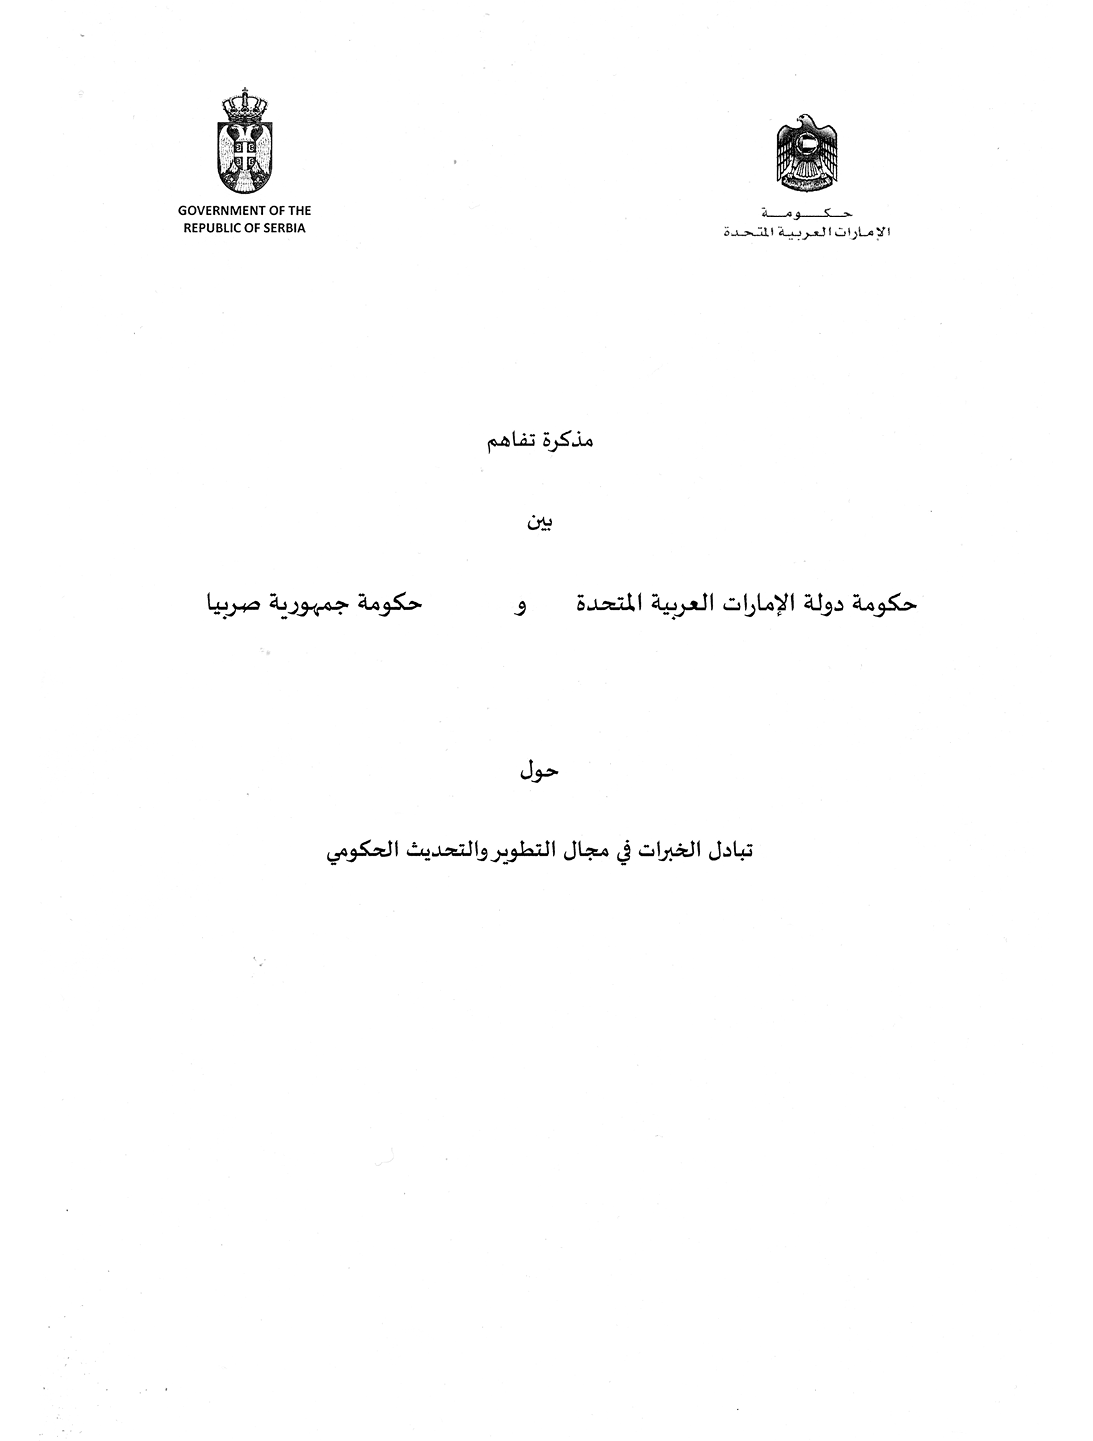 GOVERNMENT OF THE
REPUBLIC OF SERBIA
حكومة
الإمارات العربية المتحدة
مذكرة تفاهم
بين
حكومة دولة الإمارات العربية المتحدة و حكومة جمهورية صربيا
حول
تبادل الخبرات في مجال التطوير والتحديث الحكومي